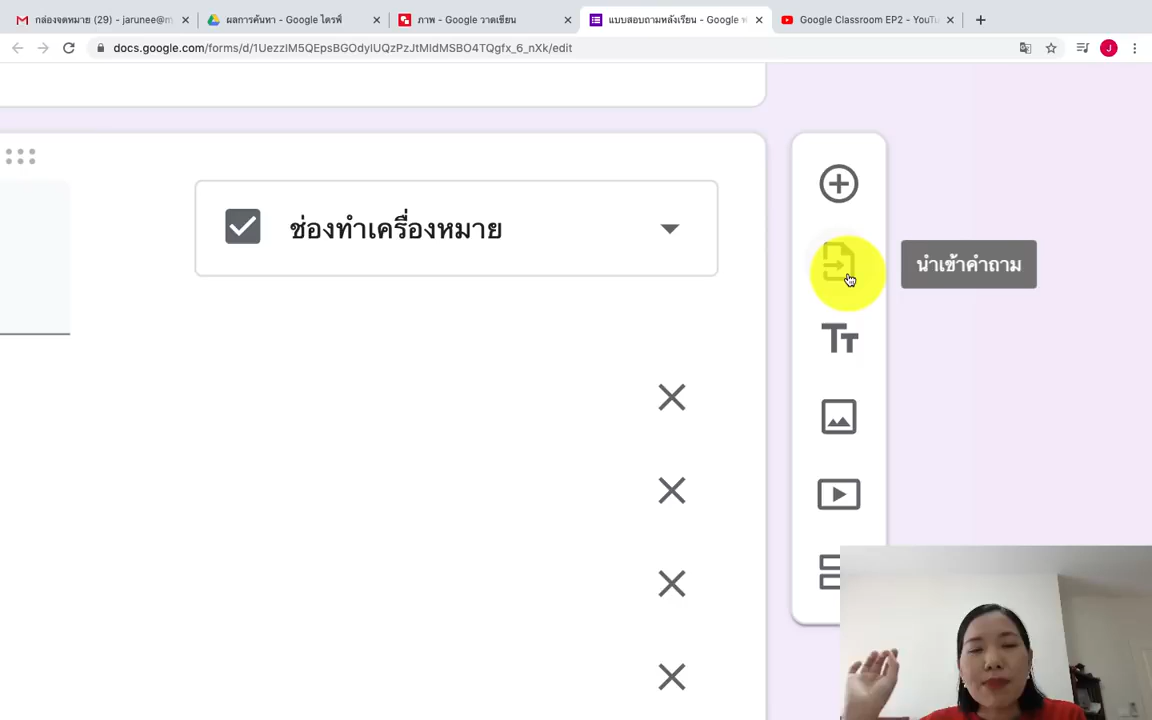 กล่องจดหมาย (29) - jarunee@m
ผลการค้นหา - Google ไดรฟ์
ภาพ - Google วาดเขียน
แบบสอบถามหลังเรียน - Google ฟ
Google Classroom EP2 - YouTu
docs.google.com/forms/d/1UezzlM5QEpsBGOdylUQzPzJtMldMSBO4TQgfx_6_nXk/edit
J
ช่องทำเครื่องหมาย
นำเข้าคำถาม
Tт